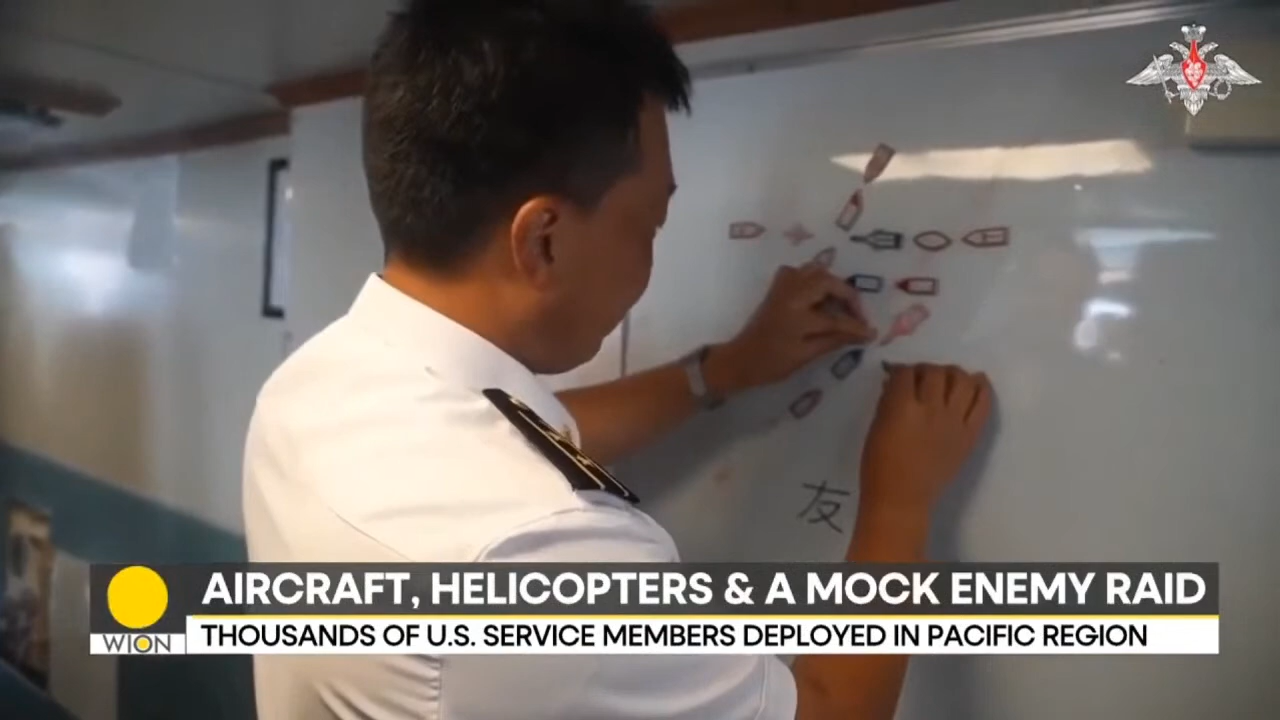 友
AIRCRAFT, HELICOPTERS & A MOCK ENEMY RAID
WION
THOUSANDS OF U.S. SERVICE MEMBERS DEPLOYED IN PACIFIC REGION